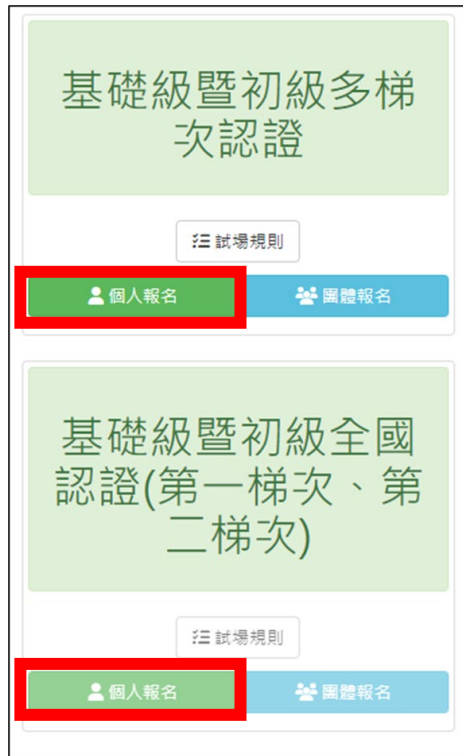 基礎級暨初級多梯
次認證
試場規則
個人報名 團體報名
基礎級暨初級全國
認證(第一梯次、第
二梯次)
試場規則
個人報名 團體報名